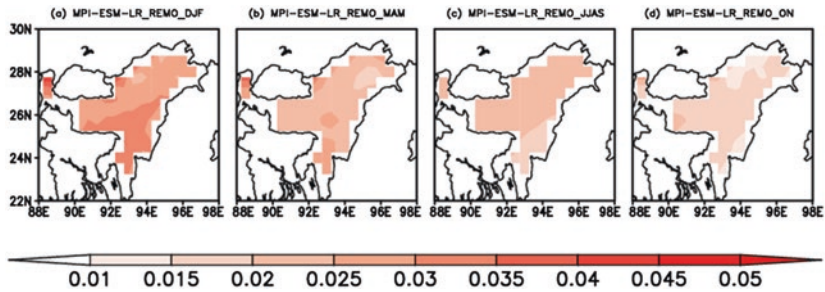 (a) MPI-ESM-LR_REMO_DJF
(b) MPI-ESM-LR_REMO_MAM
(c) MPI-ESM-LR_REMO_JJAS
(d) MPI-ESM-LR_REMO_ON
30N
28N
26N
24N
22N
88E 90E 92E 94E 96E 98E
88E 90E 92E 94E 96E 98E
88E 90E 92E 94E 96E 98E
88E 90E 92E 94E 96E 98E
0.01 0.015 0.02 0.025 0.03 0.035 0.04 0.045 0.05